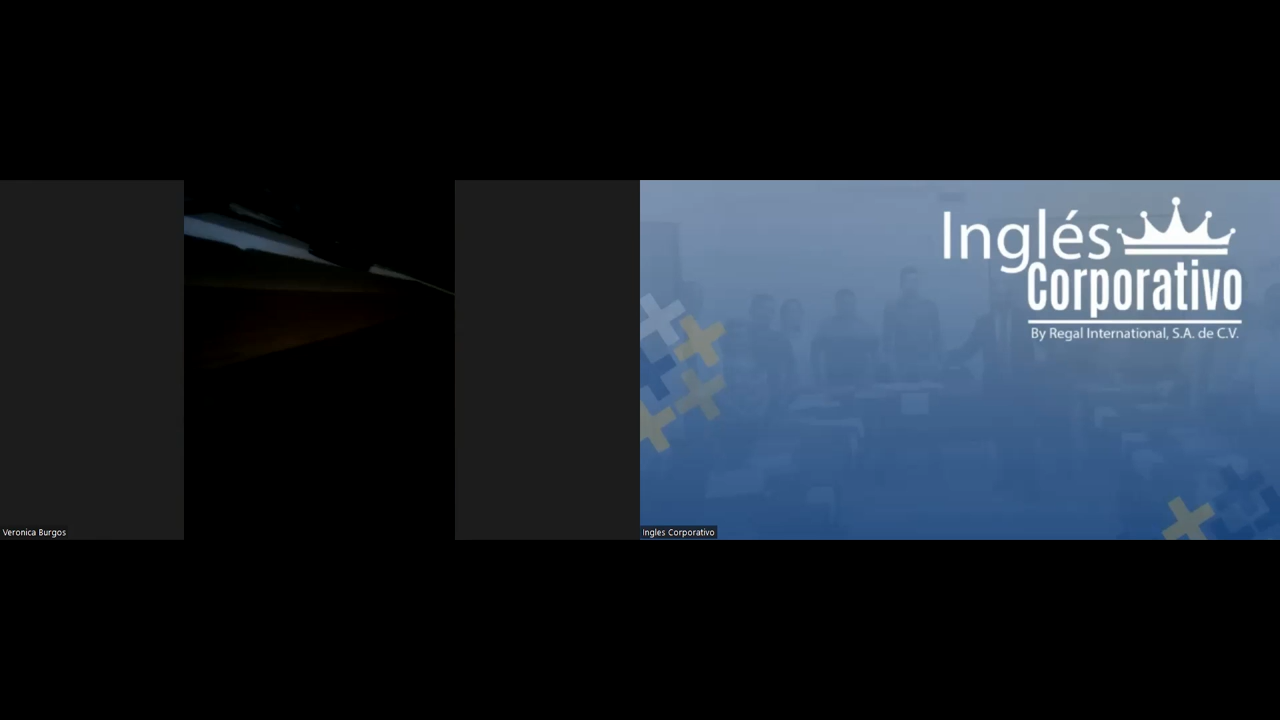 Inglés
Corporativo
By Regal International, S.A. de C.V.
Veronica Burgos
Ingles Corporativo